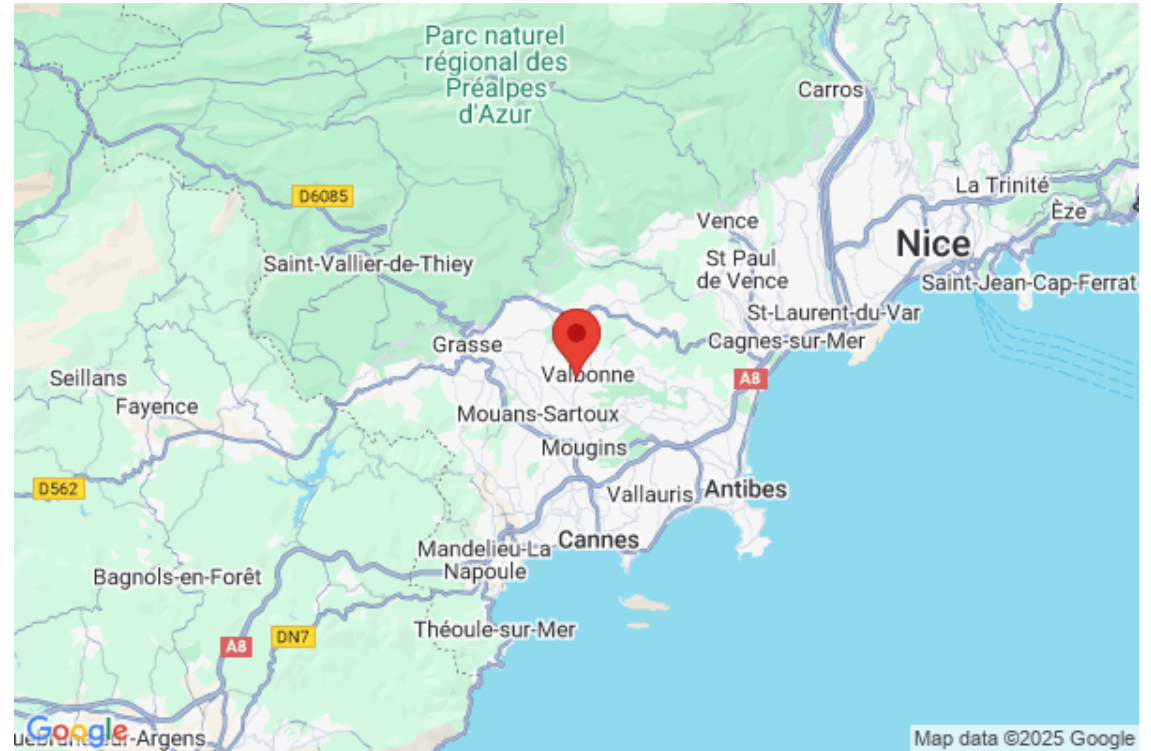 Parc naturel
régional des
Préalpes
d'Azur
Carros
D6085
La Trinité
Èze
Vence
Nice
St Paul
de Vence
Saint-Vallier-de-Thiey
Saint-Jean-Cap-Ferrat
St-Laurent-du-Var
Grasse
Cagnes-sur-Mer
Valbonne
Seillans
A8
Fayence
Mouans-Sartoux
Mougins
D562
Vallauris
Antibes
Cannes
Mandelieu-La
Napoule
Bagnols-en-Forêt
Théoule-sur-Mer
DN7
A8
Google
-Argens
Map data ©2025 Google